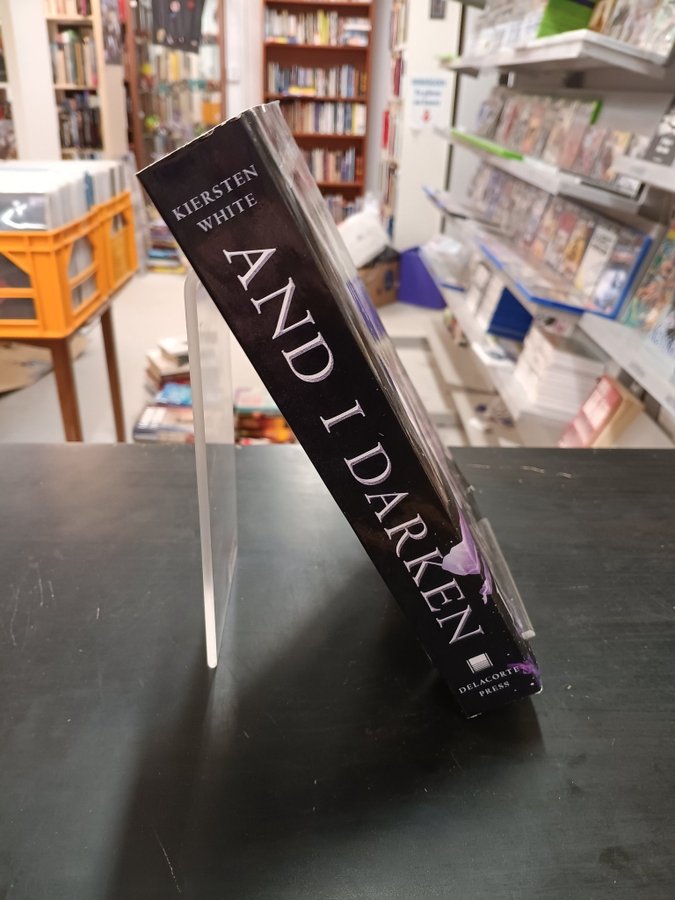 KIERSTEN
WHITE
AND I DARKEN
DELACORTE
PRESS